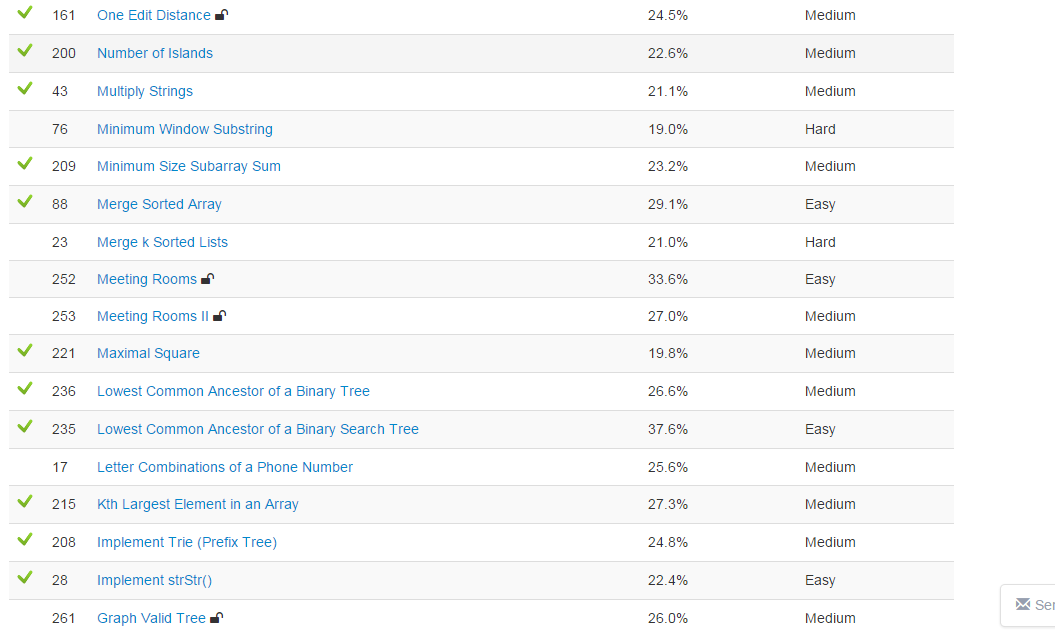 161 One Edit Distance 24.5% Medium
200 Number of Islands 22.6% Medium
43 Multiply Strings 21.1% Medium
76 Minimum Window Substring 19.0% Hard
209 Minimum Size Subarray Sum 23.2% Medium
88 Merge Sorted Array 29.1% Easy
23 Merge k Sorted Lists 21.0% Hard
252 Meeting Rooms 33.6% Easy
253 Meeting Rooms II 27.0% Medium
221 Maximal Square 19.8% Medium
236 Lowest Common Ancestor of a Binary Tree 26.6% Medium
235 Lowest Common Ancestor of a Binary Search Tree 37.6% Easy
17 Letter Combinations of a Phone Number 25.6% Medium
215 Kth Largest Element in an Array 27.3% Medium
208 Implement Trie (Prefix Tree) 24.8% Medium
28 Implement strStr() 22.4% Easy
Ser
261 Graph Valid Tree 26.0% Medium